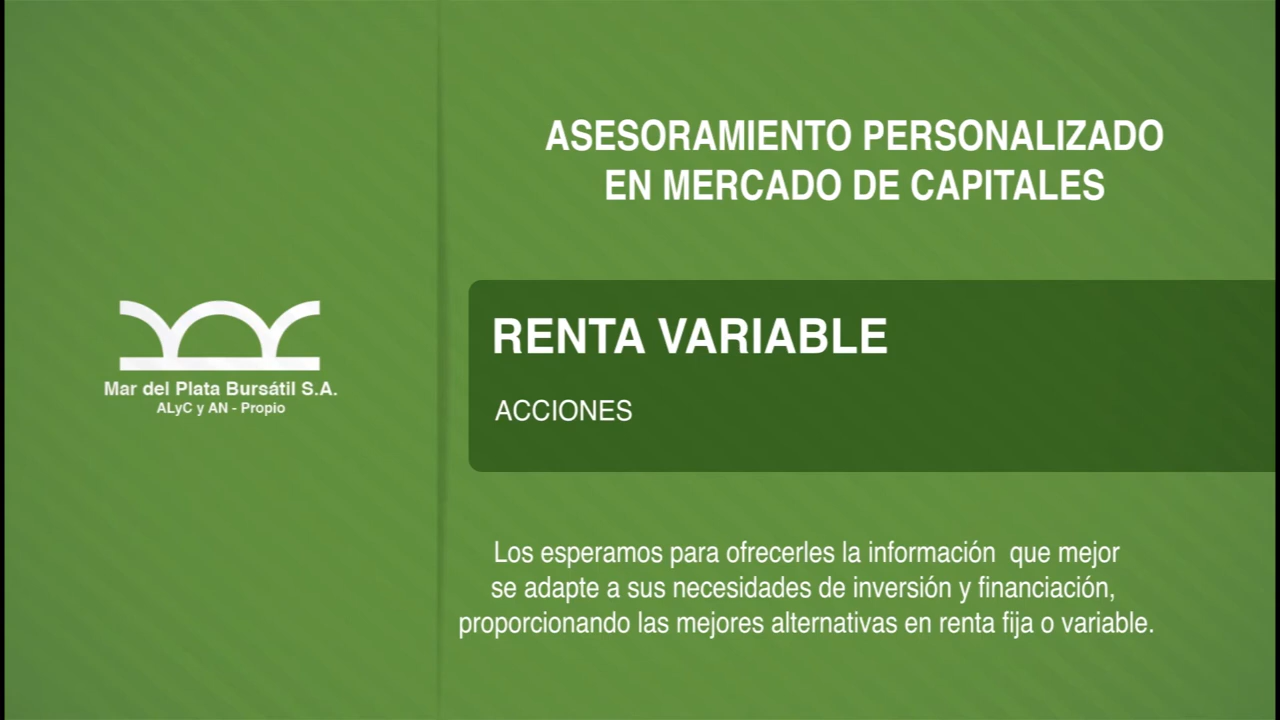 ASESORAMIENTO PERSONALIZADO
EN MERCADO DE CAPITALES
RENTA VARIABLE
ACCIONES
Mar del Plata Bursátil S.A.
ALyC y AN - Propio
Los esperamos para ofrecerles la información que mejor
se adapte a sus necesidades de inversión y financiación,
proporcionando las mejores alternativas en renta fija o variable.